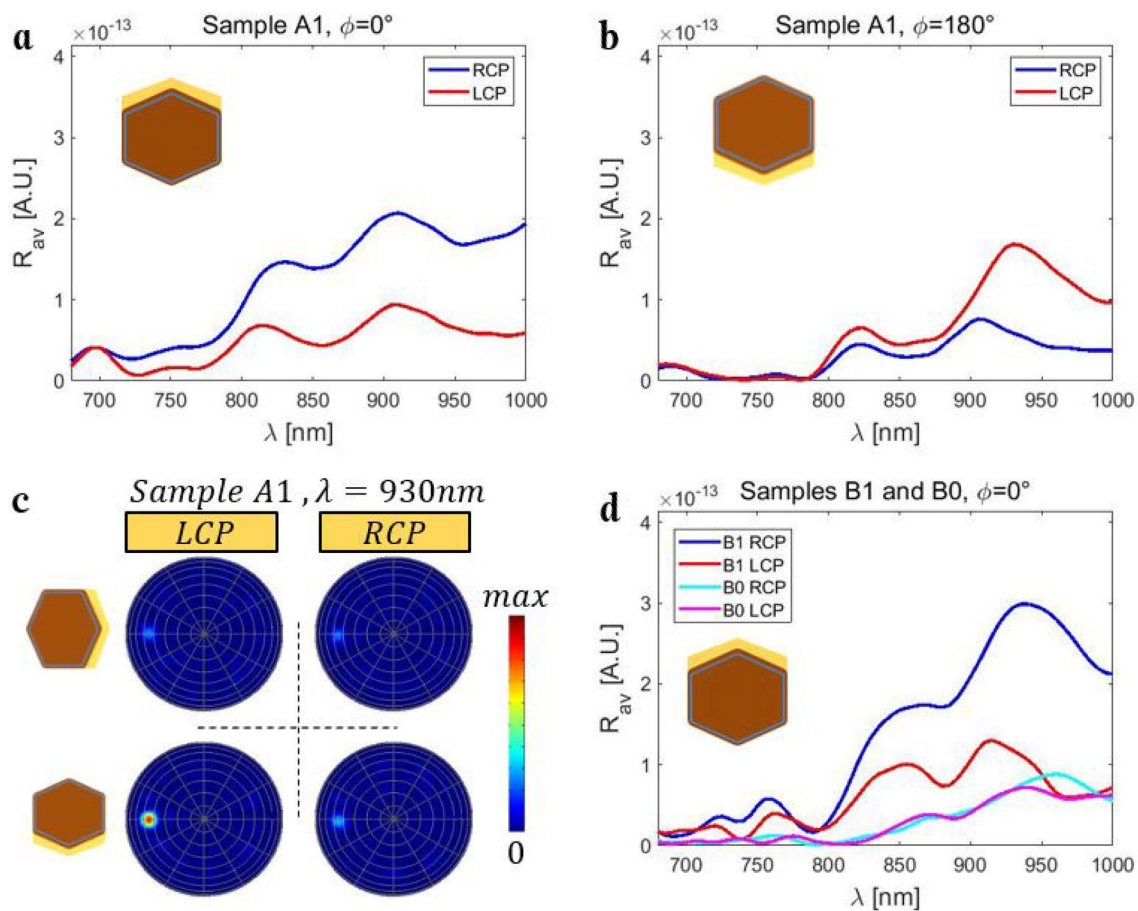 a
×10⁻¹³
Sample A1, ϕ=0°
RCP
LCP
4
3
2
1
0
R_av [A.U.]
700 750 800 850 900 950 1000
λ [nm]
b
×10⁻¹³
Sample A1, ϕ=180°
RCP
LCP
4
3
2
1
0
R_av [A.U.]
700 750 800 850 900 950 1000
λ [nm]
c
Sample A1 , λ = 930nm
LCP RCP
max
0
d
×10⁻¹³
Samples B1 and B0, ϕ=0°
B1 RCP
B1 LCP
B0 RCP
B0 LCP
4
3
2
1
0
R_av [A.U.]
700 750 800 850 900 950 1000
λ [nm]